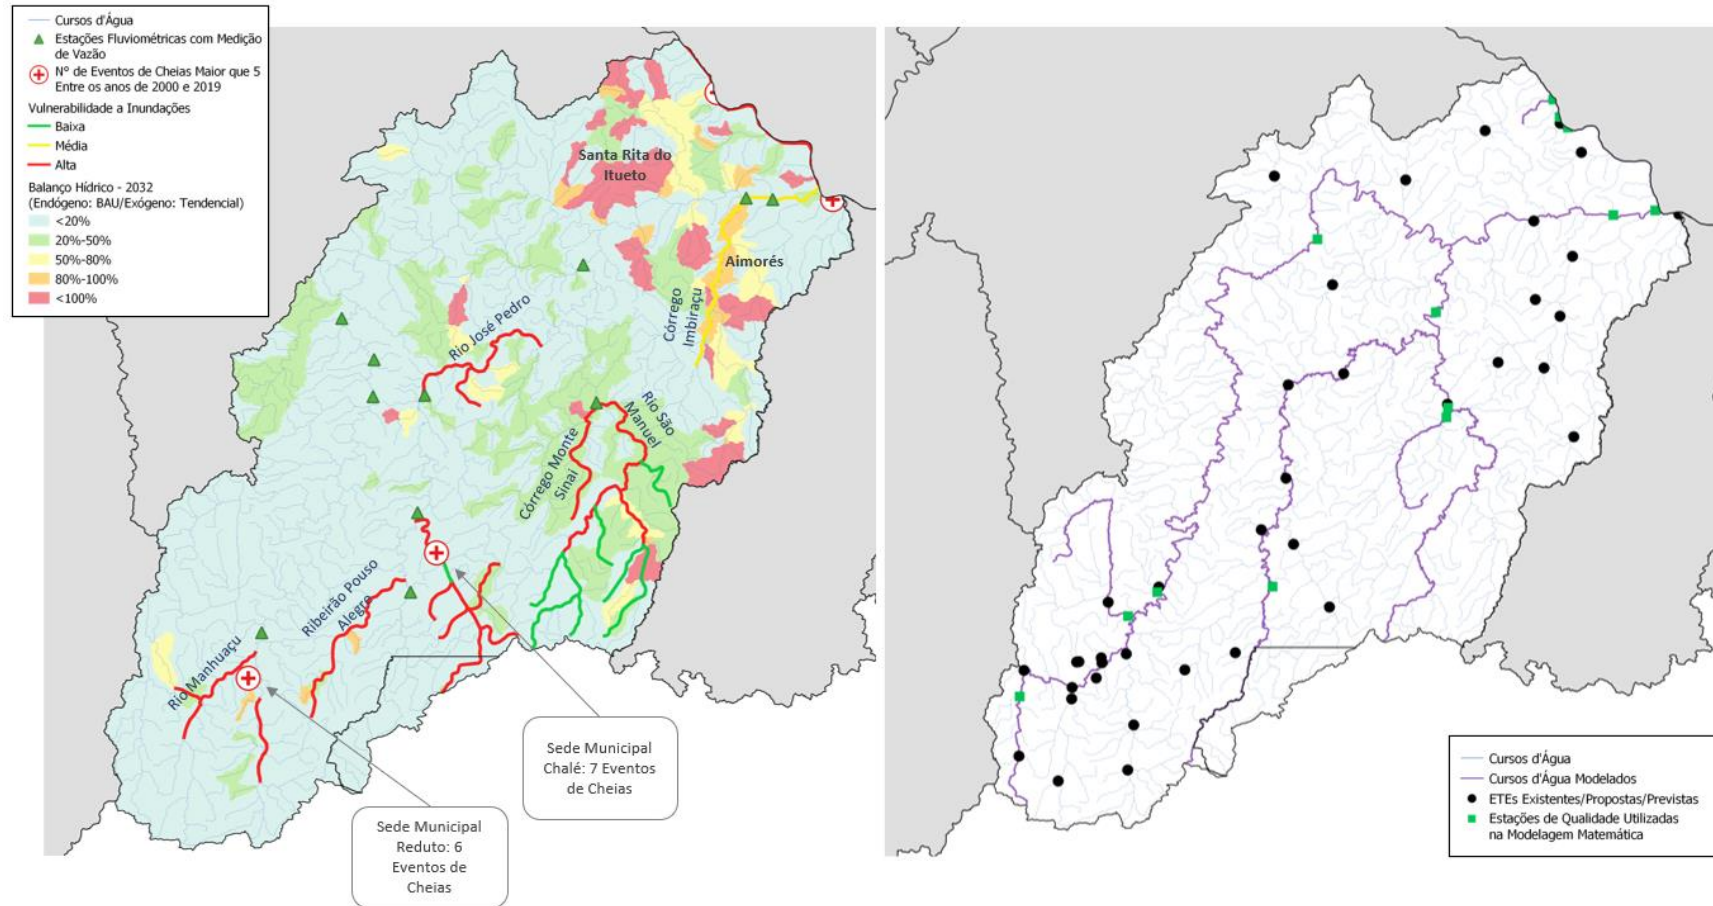 Cursos d'Água
Estações Fluviométricas com Medição
de Vazão
N° de Eventos de Cheias Maior que 5
Entre os anos de 2000 e 2019
Vulnerabilidade a Inundações
Baixa
Média
Alta
Balanço Hídrico - 2032
(Endógeno: BAU/Exógeno: Tendencial)
<20%
20%-50%
50%-80%
80%-100%
<100%
Santa Rita do
Itueto
Aimorés
Córrego
Imbiraçu
Rio José Pedro
Rio São
Manuel
Córrego Monte
Sinai
Ribeirão Pouso
Alegre
Rio Manhuaçu
Sede Municipal
Chalé: 7 Eventos
de Cheias
Sede Municipal
Reduto: 6
Eventos de
Cheias
Cursos d'Água
Cursos d'Água Modelados
ETEs Existentes/Propostas/Previstas
Estações de Qualidade Utilizadas
na Modelagem Matemática